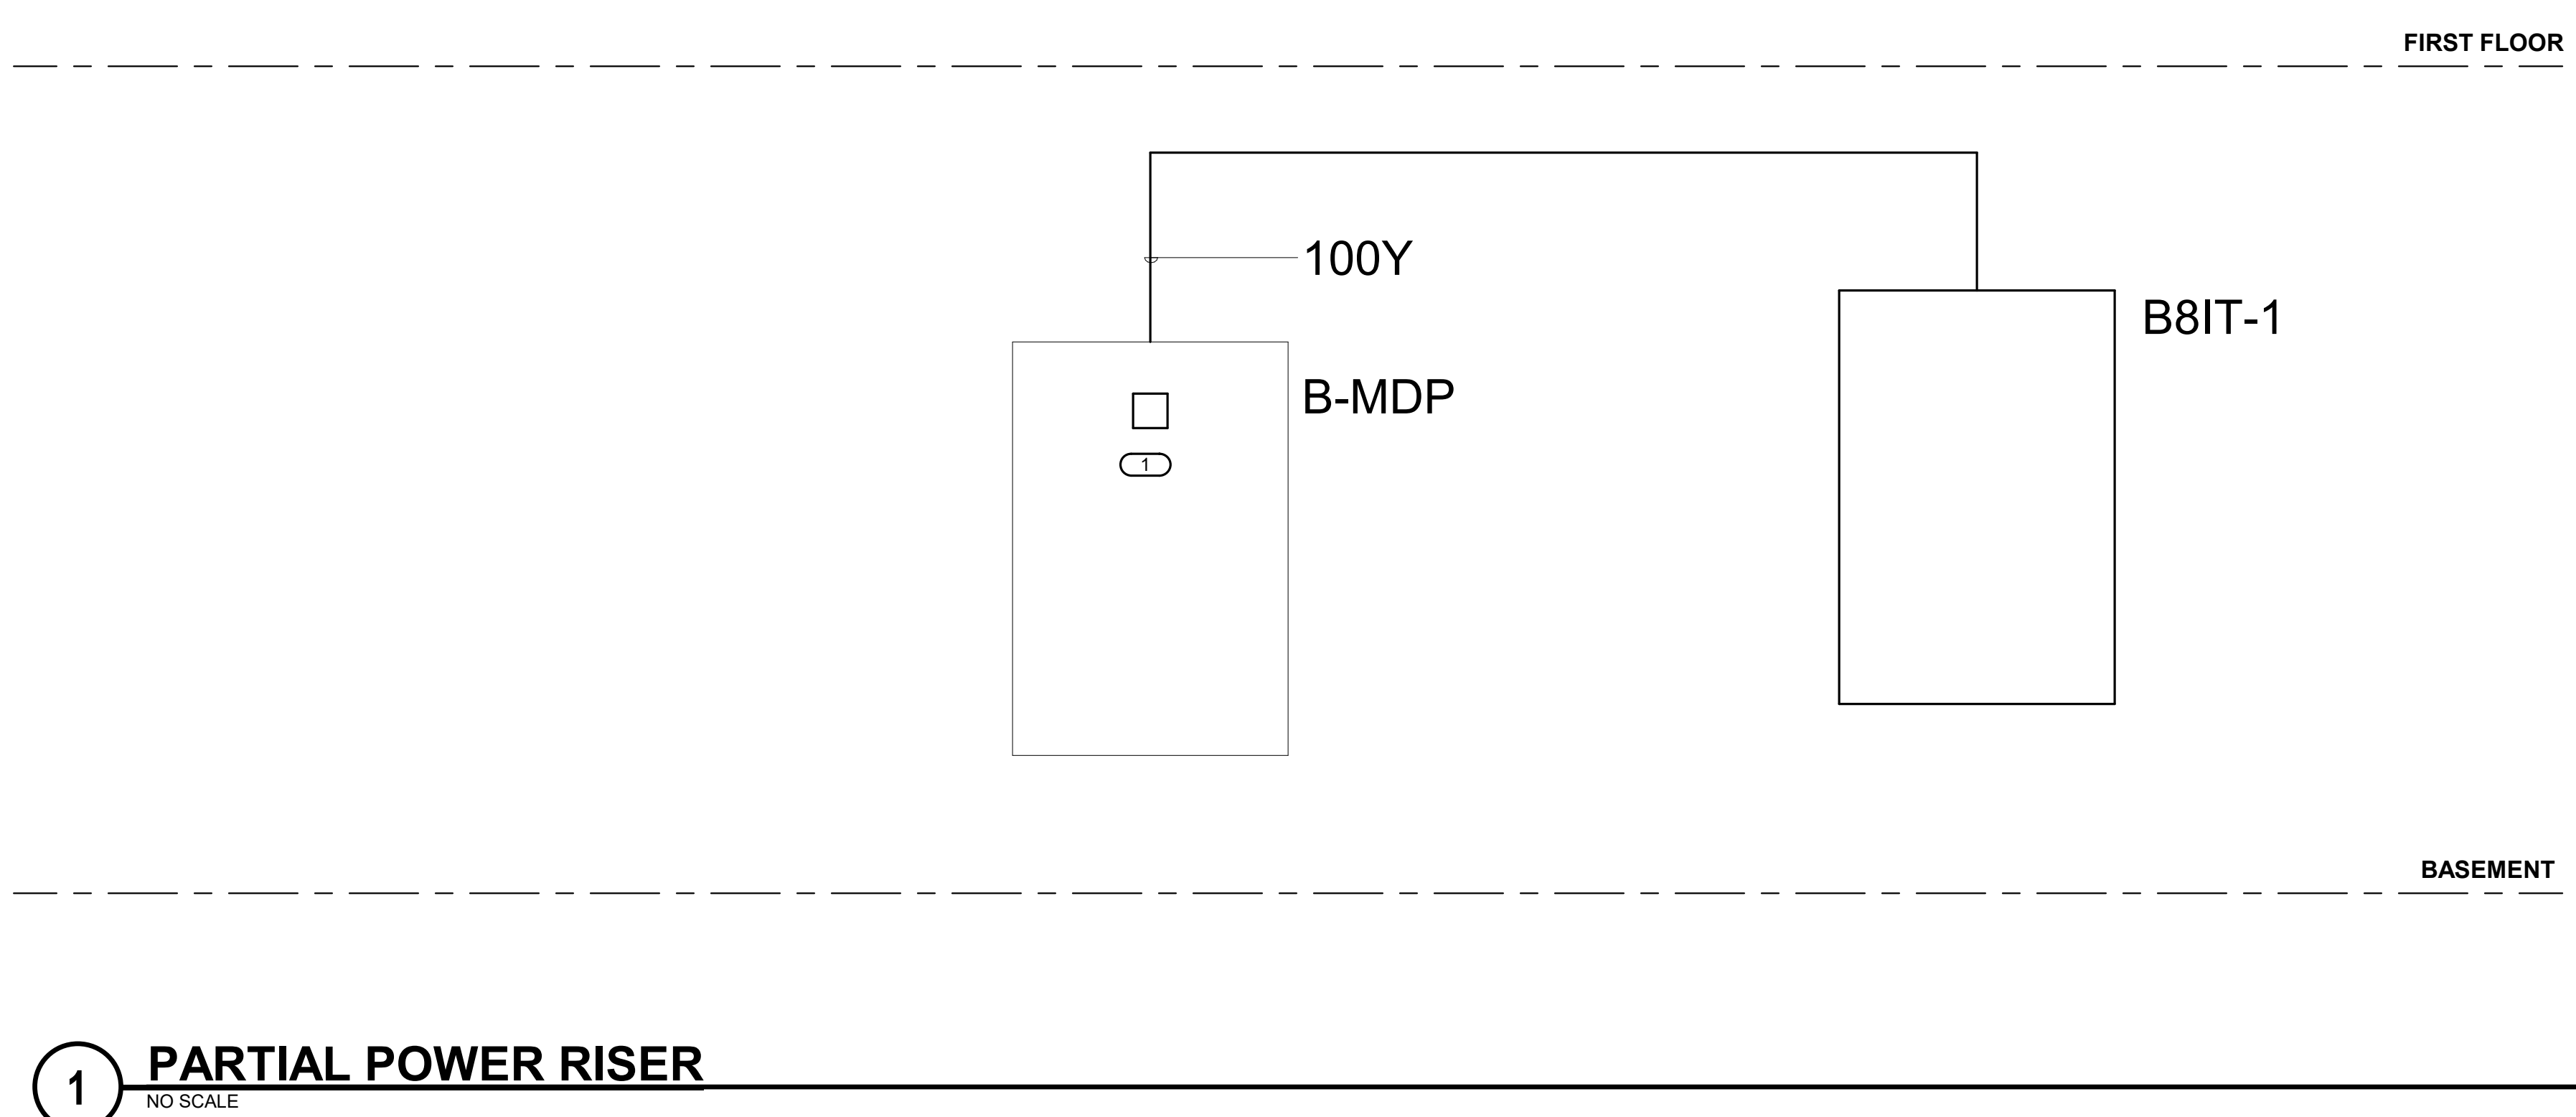 FIRST FLOOR
100Y
B8IT-1
B-MDP
1
BASEMENT
1
PARTIAL POWER RISER
NO SCALE